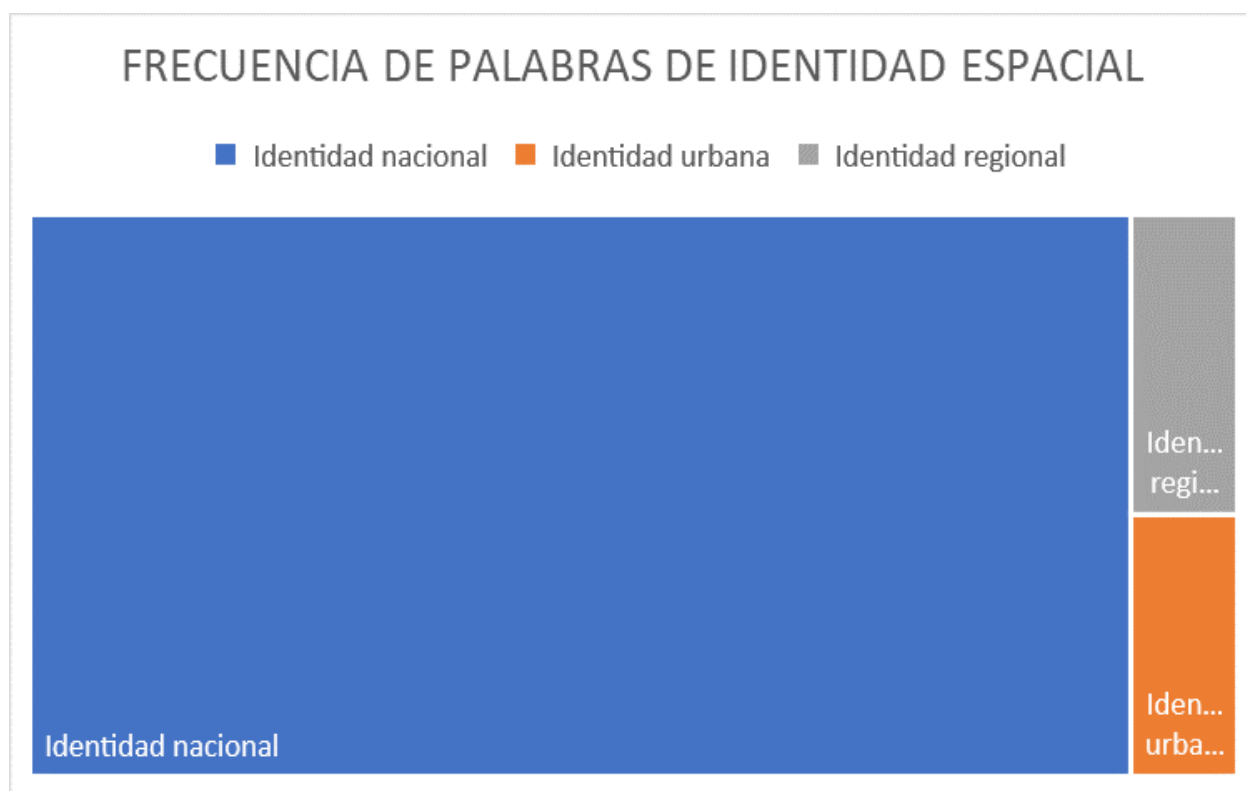 FRECUENCIA DE PALABRAS DE IDENTIDAD ESPACIAL
Identidad nacional Identidad urbana Identidad regional
Iden...
regi...
Iden...
urba...
Identidad nacional